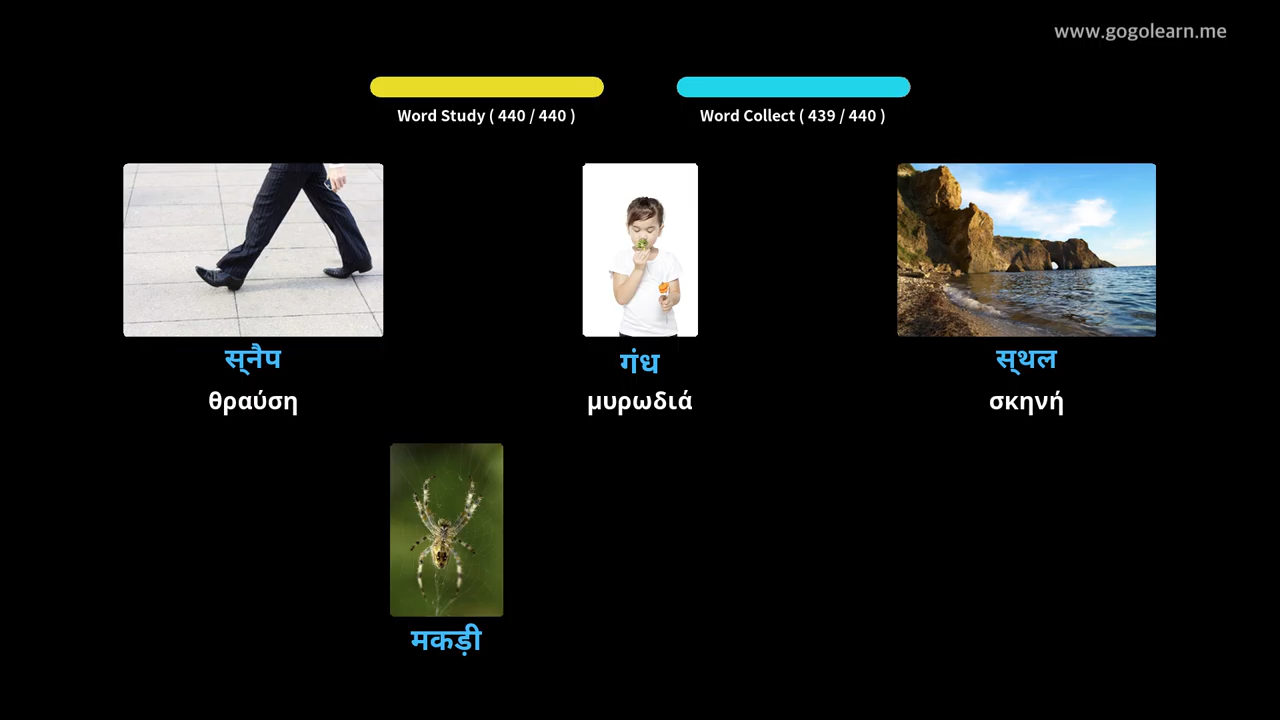 www.gogolearn.me
Word Study ( 440 / 440 )
Word Collect ( 439 / 440 )
स्‌नैप
गंध
स्‌थल
θραύση
μυρωδιά
σκηνή
मकड़ी